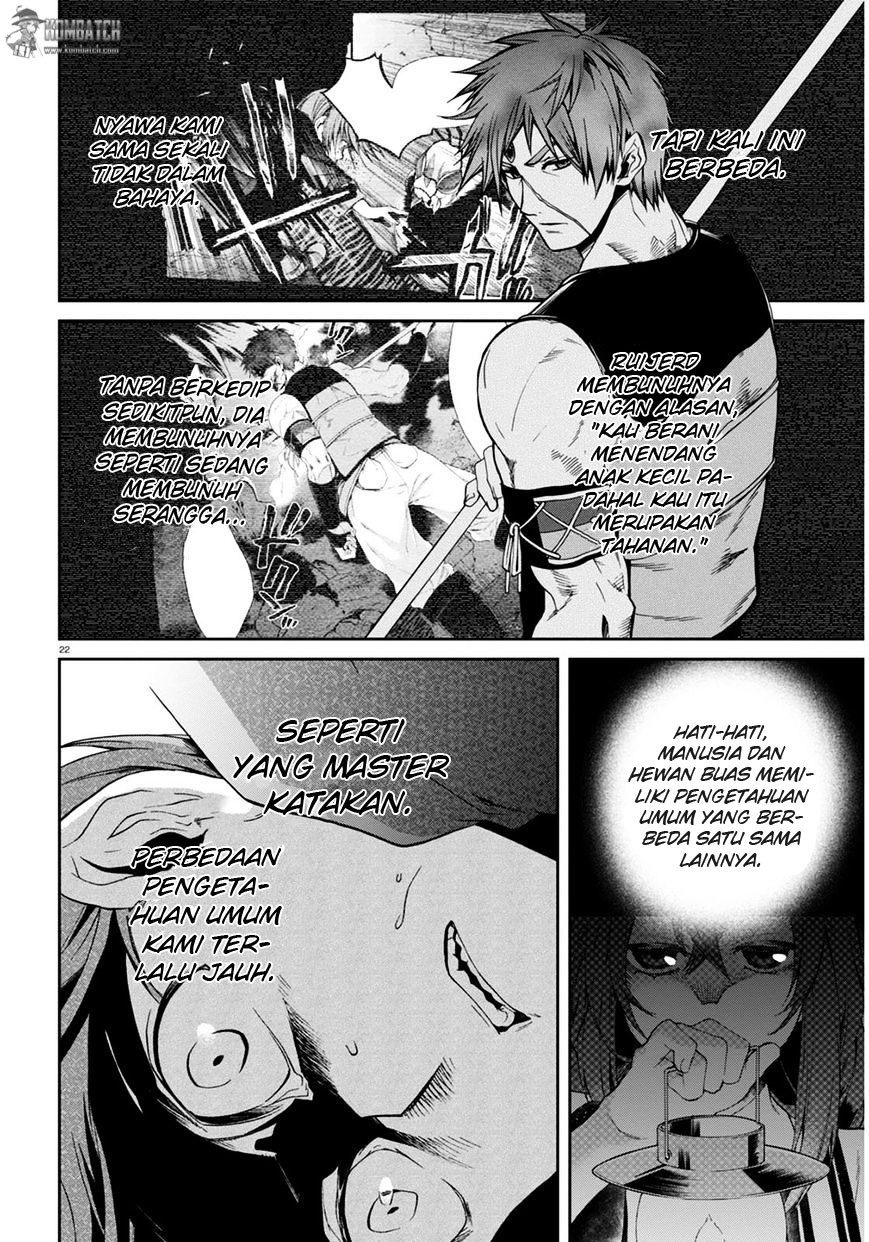 KOMBATCH
www.kombatch.com
TAPI KALI INI
BERBEDA.
NYAWA KAMI
SAMA SEKALI
TIDAK DALAM
BAHAYA.
RUIJERD
MEMBUNUHNYA
DENGAN ALASAN,
"KAU BERANI
MENENDANG
ANAK KECIL PA-
DAHAL KAU ITU
MERUPAKAN
TAHANAN."
TANPA BERKEDIP
SEDIKITPUN, DIA
MEMBUNUHNYA
SEPERTI SEDANG
MEMBUNUH
SERANGGA...
22
HATI-HATI,
MANUSIA DAN
HEWAN BUAS MEMI-
LIKI PENGETAHUAN
UMUM YANG BER-
BEDA SATU SAMA
LAINNYA.
SEPERTI
YANG MASTER
KATAKAN.
PERBEDAAN
PENGETA-
HUAN UMUM
KAMI TER-
LALU JAUH.